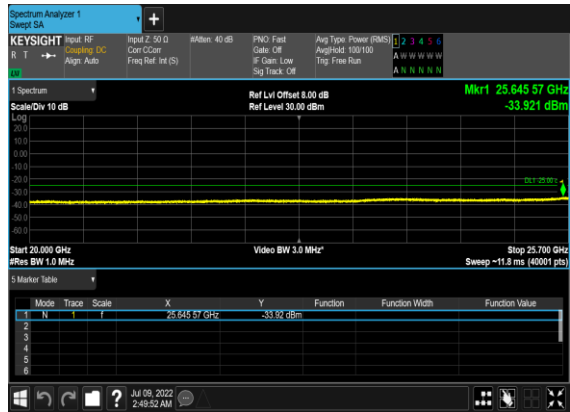 Spectrum Analyzer 1
Swept SA
+
KEYSIGHT Input: RF Input Z: 50 Ω #Atten: 40 dB PNO: Fast Avg Type: Power (RMS) 1 2 3 4 5 6
R T Coupling: DC Corr CCorr Gate: Off Avg|Hold: 100/100 A W W W W W
Align: Auto Freq Ref: Int (S) IF Gain: Low Trig: Free Run
Sig Track: Off A N N N N N
LW
1 Spectrum Ref Lvl Offset 8.00 dB Mkr1 25.645 57 GHz
Scale/Div 10 dB Ref Level 30.00 dBm -33.921 dBm
Log
20.0
10.0
0.00
-10.0
-20.0
DL1 -25.00
-30.0
-40.0
-50.0
-60.0
Start 20.000 GHz Video BW 3.0 MHz* Stop 25.700 GHz
#Res BW 1.0 MHz Sweep ~11.8 ms (40001 pts)
5 Marker Table
Mode Trace Scale X Y Function Function Width Function Value
1 N 1 f 25.645 57 GHz -33.92 dBm
2
3
4
5
6
? Jul 09, 2022
2:49:52 AM